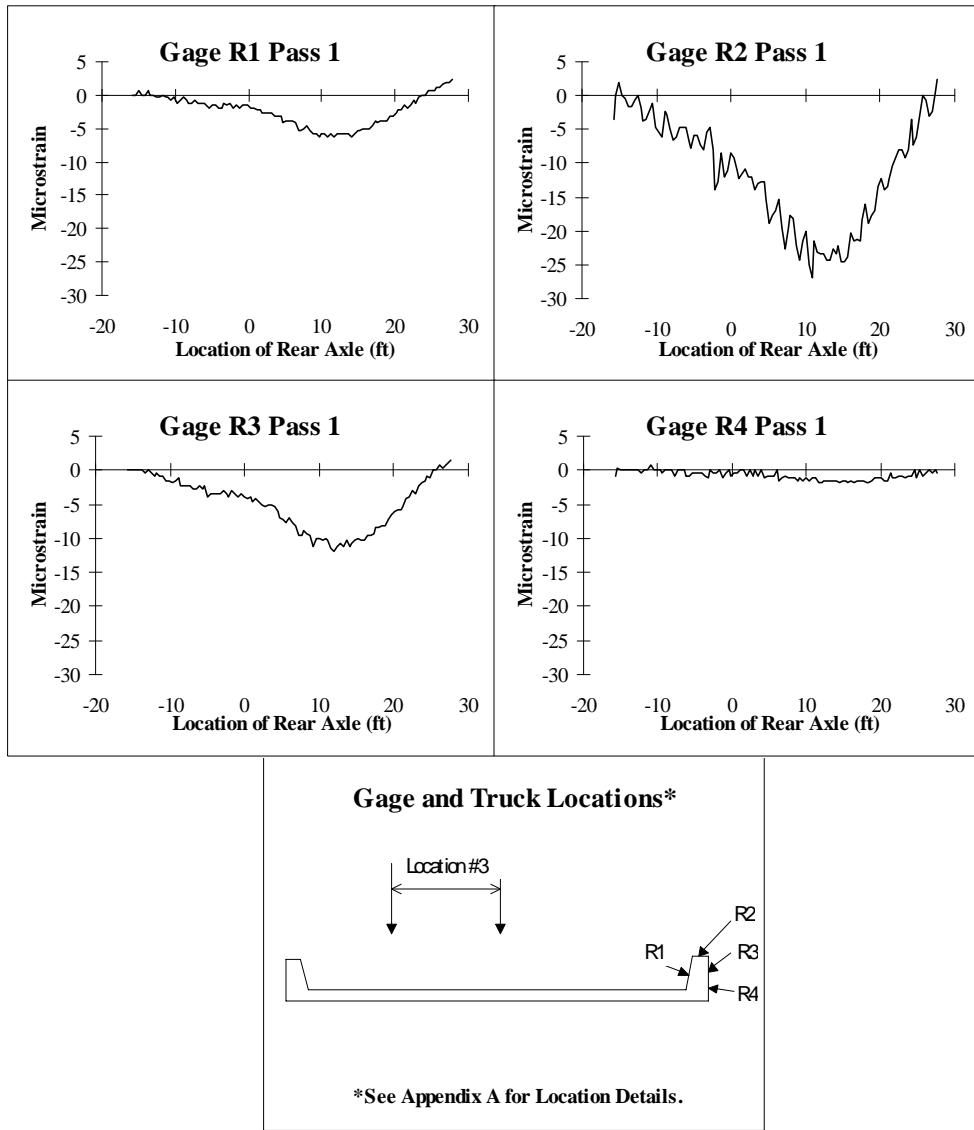 Gage R1 Pass 1
5
0
-5
-10
-15
-20
-25
-30
Microstrain
-20 -10 0 10 20 30
Location of Rear Axle (ft)
Gage R2 Pass 1
5
0
-5
-10
-15
-20
-25
-30
Microstrain
-20 -10 0 10 20 30
Location of Rear Axle (ft)
Gage R3 Pass 1
5
0
-5
-10
-15
-20
-25
-30
Microstrain
-20 -10 0 10 20 30
Location of Rear Axle (ft)
Gage R4 Pass 1
5
0
-5
-10
-15
-20
-25
-30
Microstrain
-20 -10 0 10 20 30
Location of Rear Axle (ft)
Gage and Truck Locations*
Location #3
R2
R1
R3
R4
*See Appendix A for Location Details.